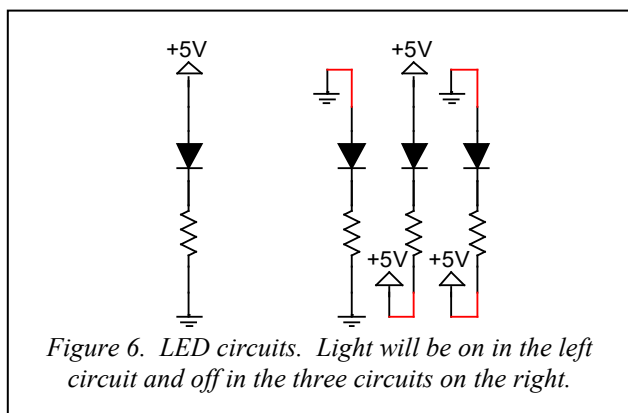 +5V
+5V
+5V
+5V
Figure 6. LED circuits. Light will be on in the left
circuit and off in the three circuits on the right.